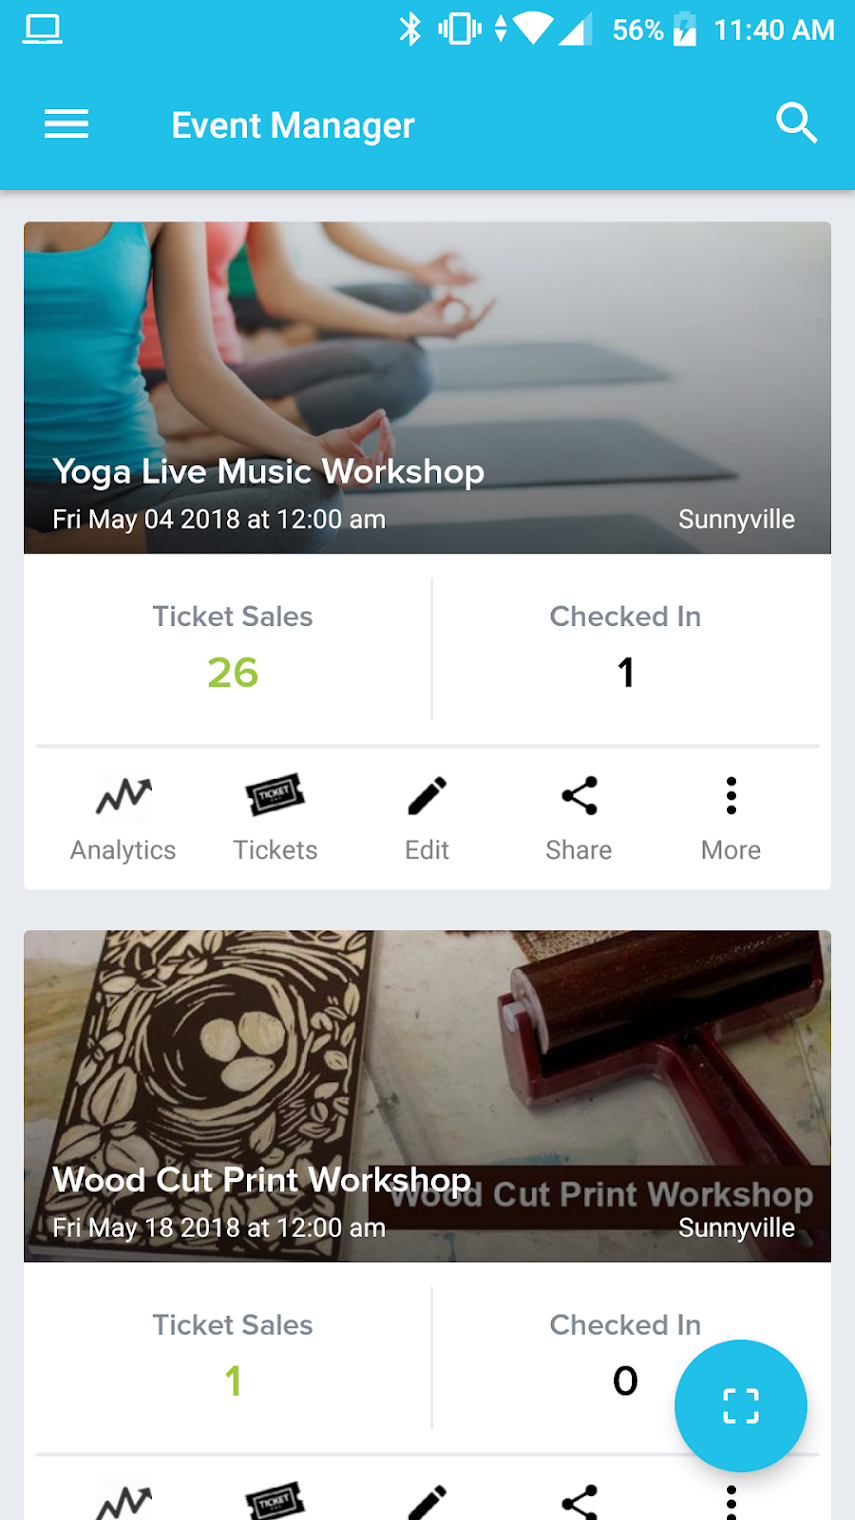 56% 11:40 AM
Event Manager
Yoga Live Music Workshop
Fri May 04 2018 at 12:00 am Sunnyville
Ticket Sales Checked In
26 1
TICKET
Analytics Tickets Edit Share More
Wood Cut Print Workshop
Wood Cut Print Workshop
Fri May 18 2018 at 12:00 am Sunnyville
Ticket Sales Checked In
1 0
TICKET